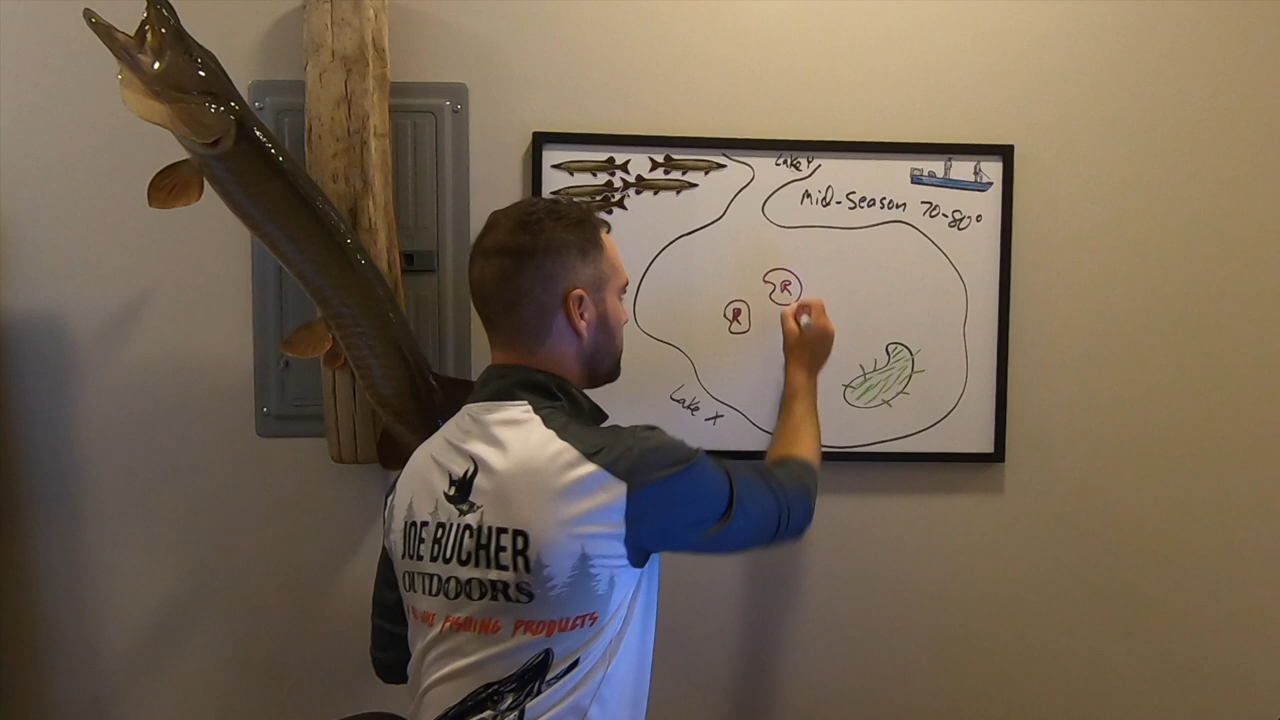 Lake Y
Mid-Season 70-80°
R
R
Lake X
JOE BUCHER
OUTDOORS
FISHING PRODUCTS